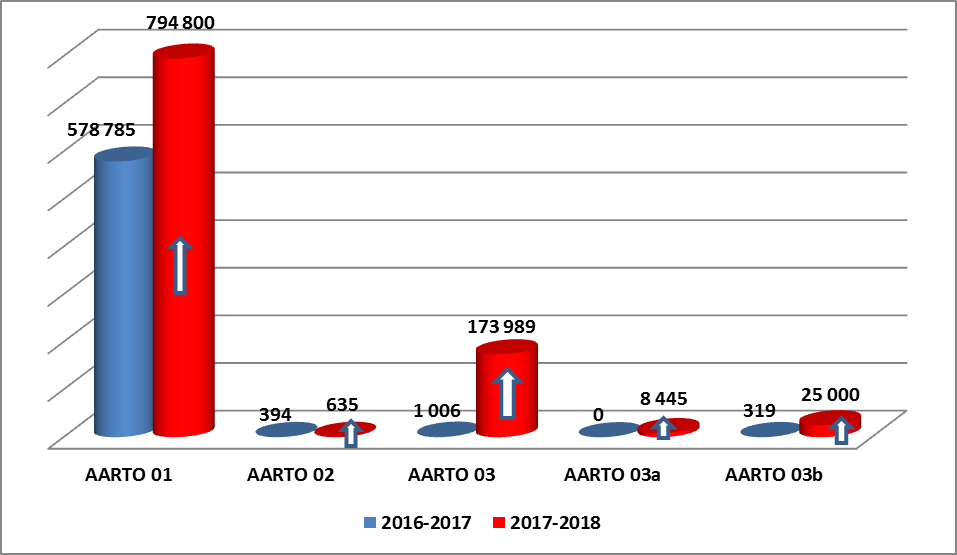 794 800
578 785
173 989
394
635
1 006
0
8 445
319
25 000
AARTO 01
AARTO 02
AARTO 03
AARTO 03a
AARTO 03b
2016-2017
2017-2018